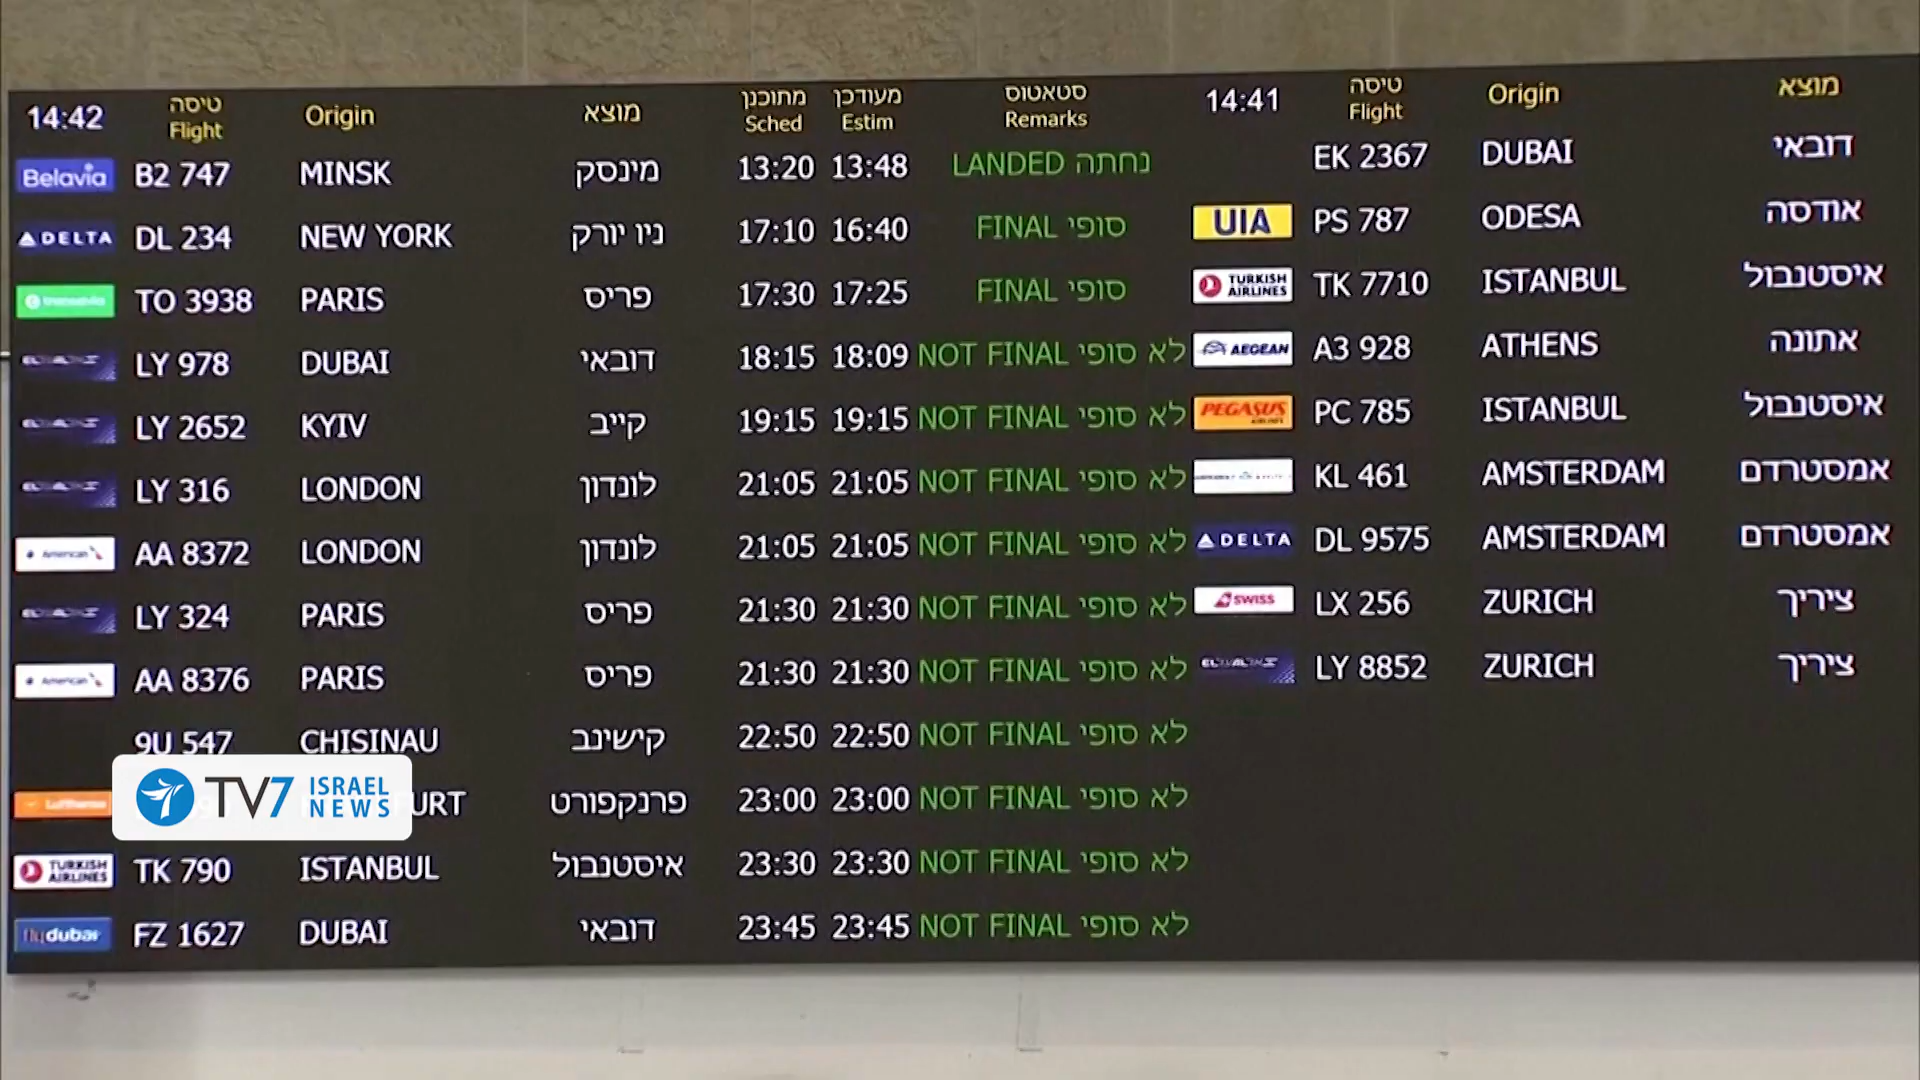 14:42 טיסה Flight Origin מוצא מתוכנן Sched מעודכן Estim סטאטוס Remarks
Belavia B2 747 MINSK מינסק 13:20 13:48 LANDED נחתה
DELTA DL 234 NEW YORK ניו יורק 17:10 16:40 FINAL סופי
transavia TO 3938 PARIS פריס 17:30 17:25 FINAL סופי
LY 978 DUBAI דובאי 18:15 18:09 NOT FINAL לא סופי
LY 2652 KYIV קייב 19:15 19:15 NOT FINAL לא סופי
LY 316 LONDON לונדון 21:05 21:05 NOT FINAL לא סופי
American AA 8372 LONDON לונדון 21:05 21:05 NOT FINAL לא סופי
LY 324 PARIS פריס 21:30 21:30 NOT FINAL לא סופי
American AA 8376 PARIS פריס 21:30 21:30 NOT FINAL לא סופי
9U 547 CHISINAU קישינב 22:50 22:50 NOT FINAL לא סופי
Lufthansa FURT פרנקפורט 23:00 23:00 NOT FINAL לא סופי
TURKISH AIRLINES TK 790 ISTANBUL איסטנבול 23:30 23:30 NOT FINAL לא סופי
flydubai FZ 1627 DUBAI דובאי 23:45 23:45 NOT FINAL לא סופי
TV7 ISRAEL NEWS
14:41 טיסה Flight Origin מוצא
EK 2367 DUBAI דובאי
UIA PS 787 ODESA אודסה
TURKISH AIRLINES TK 7710 ISTANBUL איסטנבול
AEGEAN A3 928 ATHENS אתונה
PEGASUS AIRLINES PC 785 ISTANBUL איסטנבול
KL 461 AMSTERDAM אמסטרדם
DELTA DL 9575 AMSTERDAM אמסטרדם
SWISS LX 256 ZURICH ציריך
LY 8852 ZURICH ציריך